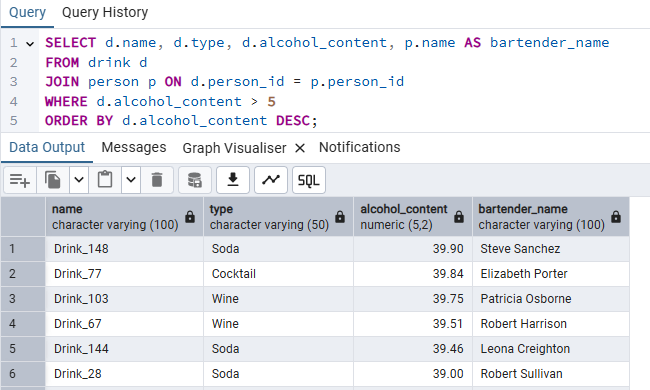 Query Query History
1 SELECT d.name, d.type, d.alcohol_content, p.name AS bartender_name
2 FROM drink d
3 JOIN person p ON d.person_id = p.person_id
4 WHERE d.alcohol_content > 5
5 ORDER BY d.alcohol_content DESC;
Data Output Messages Graph Visualiser Notifications
SQL
name type alcohol_content bartender_name
character varying (100) character varying (50) numeric (5,2) character varying (100)
1 Drink_148 Soda 39.90 Steve Sanchez
2 Drink_77 Cocktail 39.84 Elizabeth Porter
3 Drink_103 Wine 39.75 Patricia Osborne
4 Drink_67 Wine 39.51 Robert Harrison
5 Drink_144 Soda 39.46 Leona Creighton
6 Drink_28 Soda 39.00 Robert Sullivan